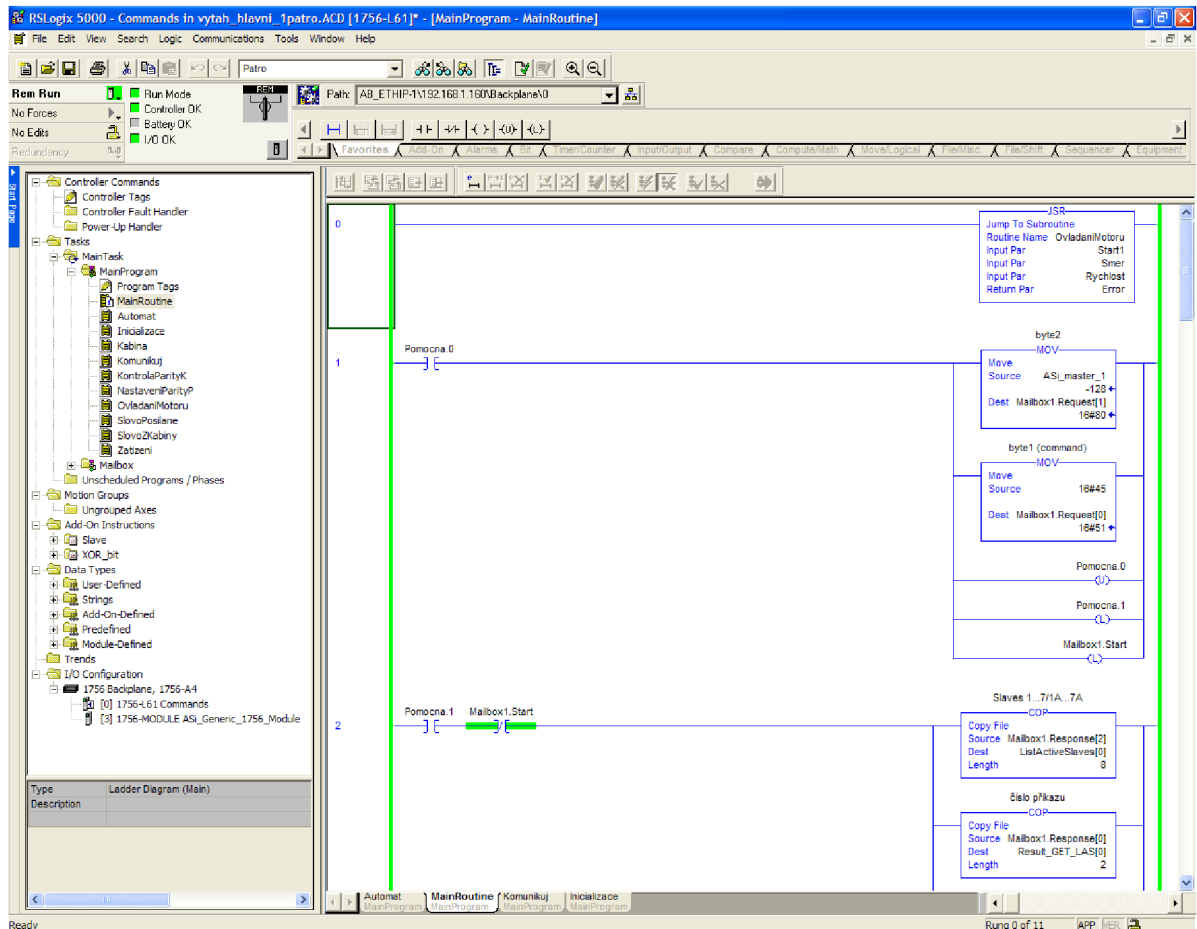 RSLogix 5000 - Commands in vytah_hlavni_1patro.ACD [1756-L61]* - [MainProgram - MainRoutine]
File Edit View Search Logic Communications Tools Window Help
Patro
Rem Run
Run Mode
REM
Path: AB_ETHIP-1\192.168.1.160\Backplane\0
No Forces
Controller OK
Battery OK
No Edits
I/O OK
Redundancy
Favorites Add-On Alarms Bit Timer/Counter Input/Output Compare Compute/Math Move/Logical File/Misc. File/Shift Sequencer Equipment
Start Page
Controller Commands
Controller Tags
Controller Fault Handler
Power-Up Handler
Tasks
MainTask
MainProgram
Program Tags
MainRoutine
Automat
Inicializace
Kabina
Komunikuj
KontrolaParityK
NastaveniParityP
OvladaniMotoru
SlovoPosilane
SlovoZKabiny
Zatizeni
Mailbox
Unscheduled Programs / Phases
Motion Groups
Ungrouped Axes
Add-On Instructions
Slave
XOR_bit
Data Types
User-Defined
Strings
Add-On-Defined
Predefined
Module-Defined
Trends
I/O Configuration
1756 Backplane, 1756-A4
[0] 1756-L61 Commands
[3] 1756-MODULE ASi_Generic_1756_Module
Type Ladder Diagram (Main)
Description
0
JSR
Jump To Subroutine
Routine Name OvladaniMotoru
Input Par Start1
Input Par Smer
Input Par Rychlost
Return Par Error
1
Pomocna.0
byte2
MOV
Move
Source ASi_master_1
-128
Dest Mailbox1.Request[1]
16#80
byte1 (command)
MOV
Move
Source 16#45
Dest Mailbox1.Request[0]
16#51
Pomocna.0
U
Pomocna.1
L
Mailbox1.Start
L
2
Pomocna.1 Mailbox1.Start
Slaves 1...7/1A...7A
COP
Copy File
Source Mailbox1.Response[2]
Dest ListActiveSlaves[0]
Length 8
číslo příkazu
COP
Copy File
Source Mailbox1.Response[0]
Dest Result_GET_LAS[0]
Length 2
Automat MainRoutine Komunikuj Inicializace
MainProgram MainProgram MainProgram MainProgram
Ready
Rung 0 of 11 APP VER